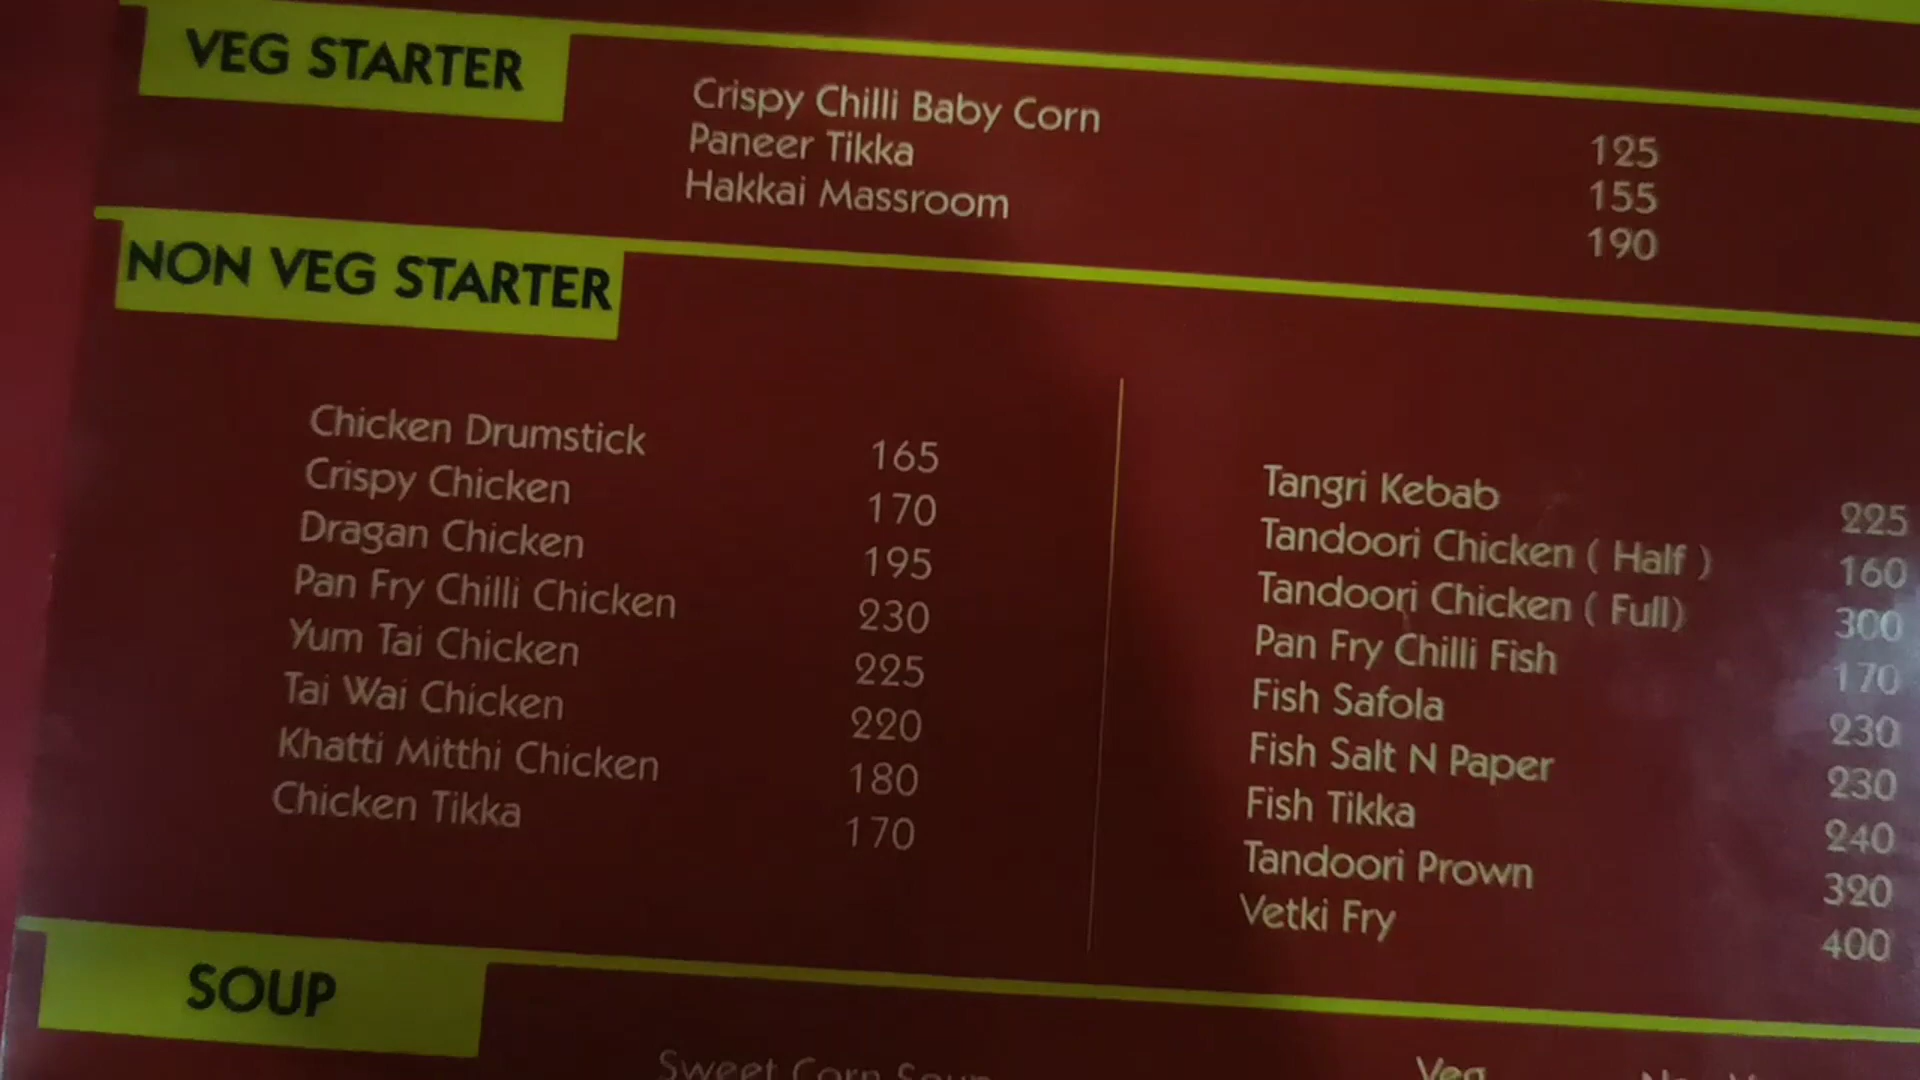 VEG STARTER
Crispy Chilli Baby Corn 125
Paneer Tikka 155
Hakkai Massroom 190
NON VEG STARTER
Chicken Drumstick 165
Crispy Chicken 170
Dragan Chicken 195
Pan Fry Chilli Chicken 230
Yum Tai Chicken 225
Tai Wai Chicken 220
Khatti Mitthi Chicken 180
Chicken Tikka 170
Tangri Kebab 225
Tandoori Chicken ( Half ) 160
Tandoori Chicken ( Full) 300
Pan Fry Chilli Fish 170
Fish Safola 230
Fish Salt N Paper 230
Fish Tikka 240
Tandoori Prown 320
Vetki Fry 400
SOUP
Sweet Corn Soup Veg